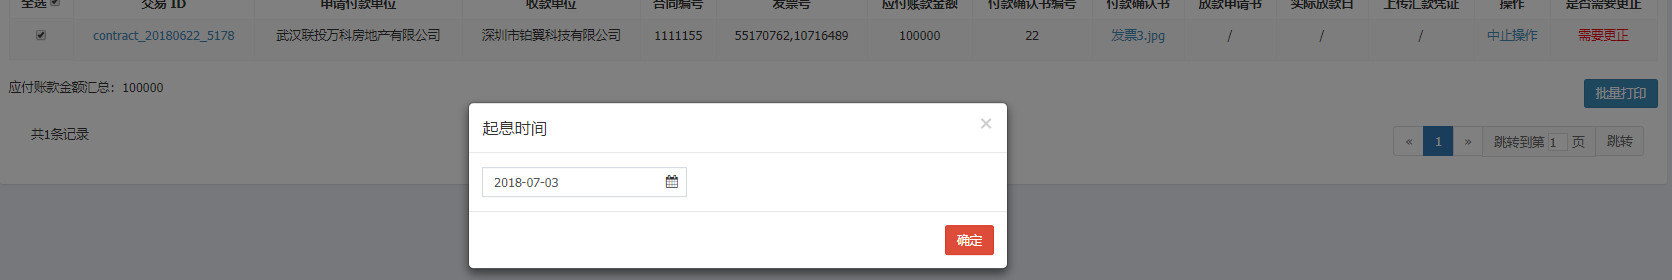 全选 交易 ID 申请付款单位 收款单位 合同编号 发票号 应付账款金额 付款确认书编号 付款确认书 放款申请书 实际放款日 上传汇款凭证 操作 是否需要更正
contract_20180622_5178 武汉联投万科房地产有限公司 深圳市铂翼科技有限公司 1111155 55170762,10716489 100000 22 发票3.jpg / / / 中止操作 需要更正
应付账款金额汇总：100000
批量打印
共1条记录
« 1 » 跳转到第 1 页 跳转
起息时间 ×
2018-07-03
确定